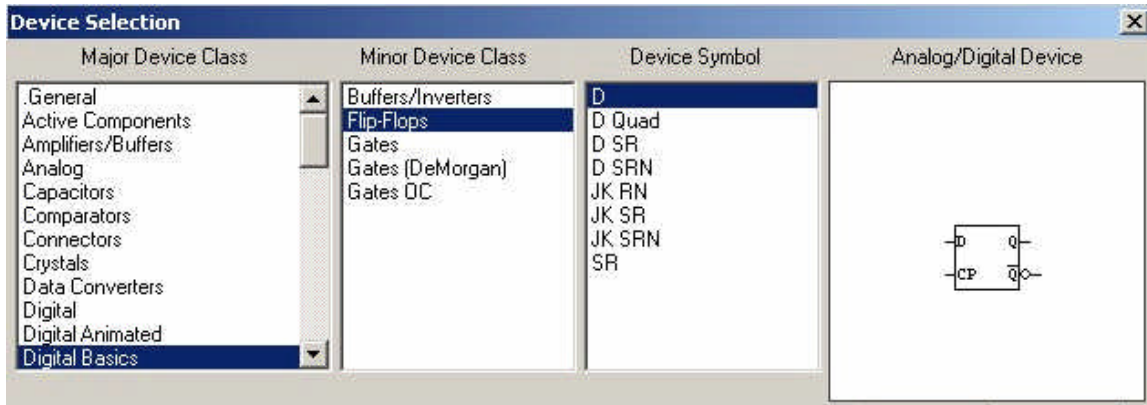 Device Selection
Major Device Class
.General
Active Components
Amplifiers/Buffers
Analog
Capacitors
Comparators
Connectors
Crystals
Data Converters
Digital
Digital Animated
Digital Basics
Minor Device Class
Buffers/Inverters
Flip-Flops
Gates
Gates (DeMorgan)
Gates OC
Device Symbol
D
D Quad
D SR
D SRN
JK RN
JK SR
JK SRN
SR
Analog/Digital Device
D Q
CP Q̅